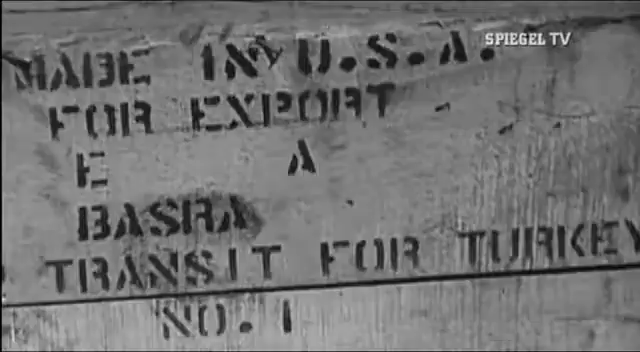 SPIEGEL TV
MADE IN U.S.A.
FOR EXPORT
E A
BASRA
TRANSIT FOR TURKEY
NO. 1